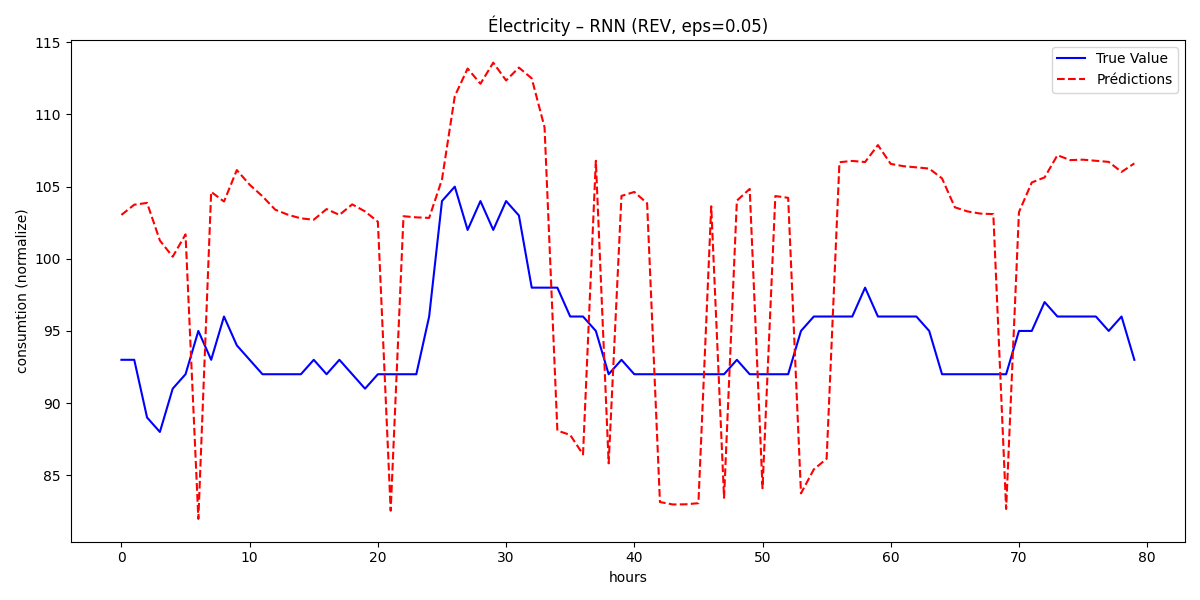 Électricity – RNN (REV, eps=0.05)
True Value
Prédictions
consumtion (normalize)
115
110
105
100
95
90
85
0 10 20 30 40 50 60 70 80
hours